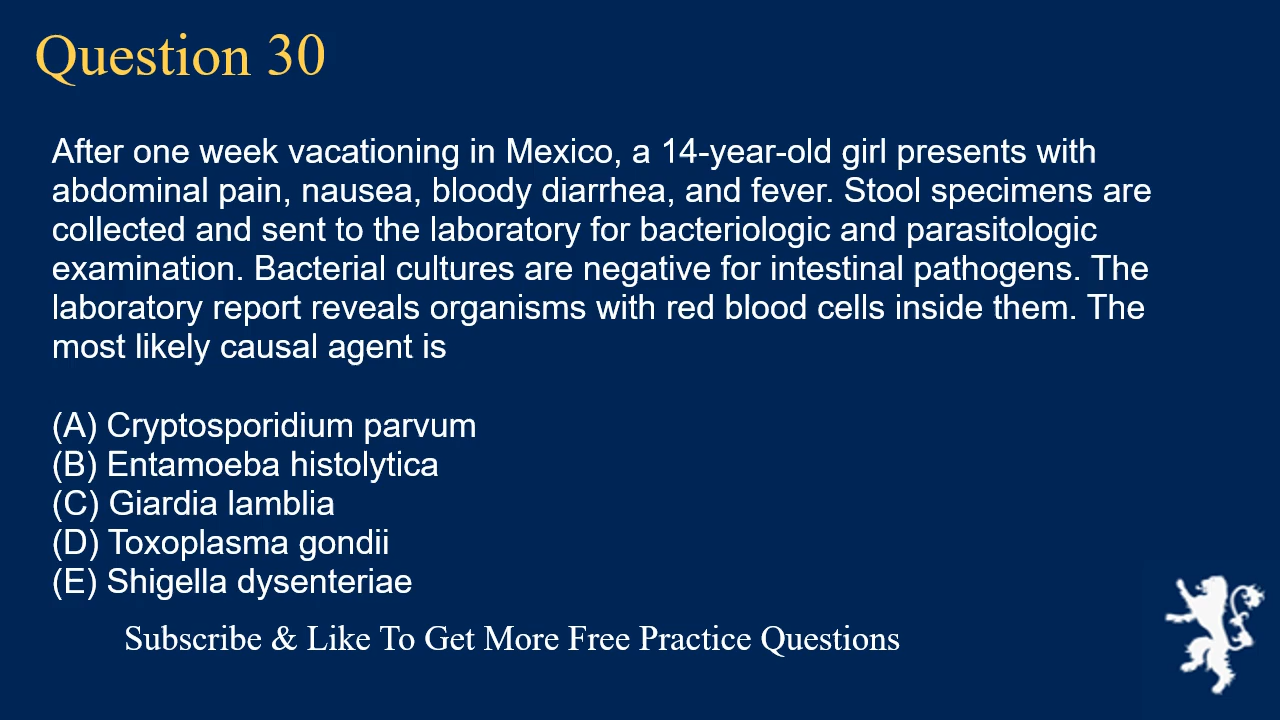 Question 30
After one week vacationing in Mexico, a 14-year-old girl presents with
abdominal pain, nausea, bloody diarrhea, and fever. Stool specimens are
collected and sent to the laboratory for bacteriologic and parasitologic
examination. Bacterial cultures are negative for intestinal pathogens. The
laboratory report reveals organisms with red blood cells inside them. The
most likely causal agent is
(A) Cryptosporidium parvum
(B) Entamoeba histolytica
(C) Giardia lamblia
(D) Toxoplasma gondii
(E) Shigella dysenteriae
Subscribe & Like To Get More Free Practice Questions